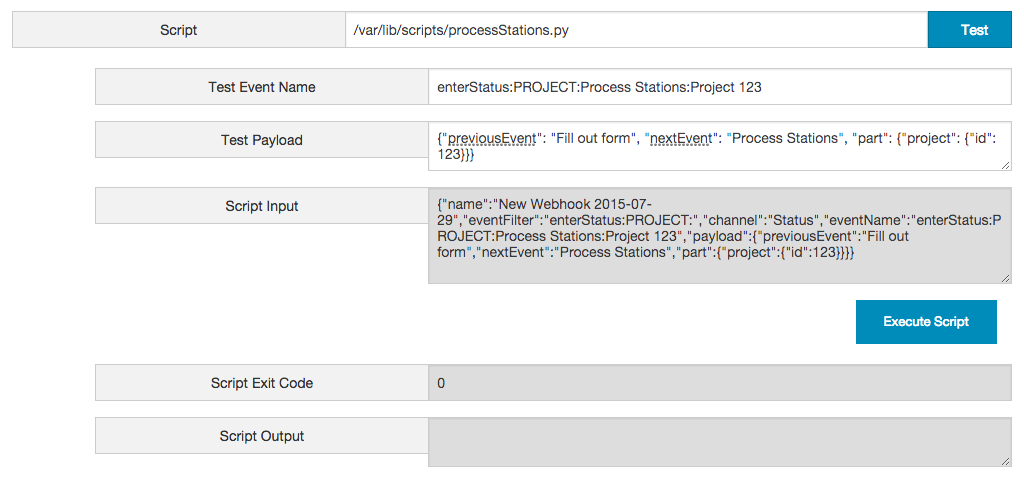 Script /var/lib/scripts/processStations.py Test
Test Event Name enterStatus:PROJECT:Process Stations:Project 123
Test Payload {"previousEvent": "Fill out form", "nextEvent": "Process Stations", "part": {"project": {"id":
123}}}
Script Input {"name":"New Webhook 2015-07-
29","eventFilter":"enterStatus:PROJECT:","channel":"Status","eventName":"enterStatus:P
ROJECT:Process Stations:Project 123","payload":{"previousEvent":"Fill out
form","nextEvent":"Process Stations","part":{"project":{"id":123}}}}
Execute Script
Script Exit Code 0
Script Output